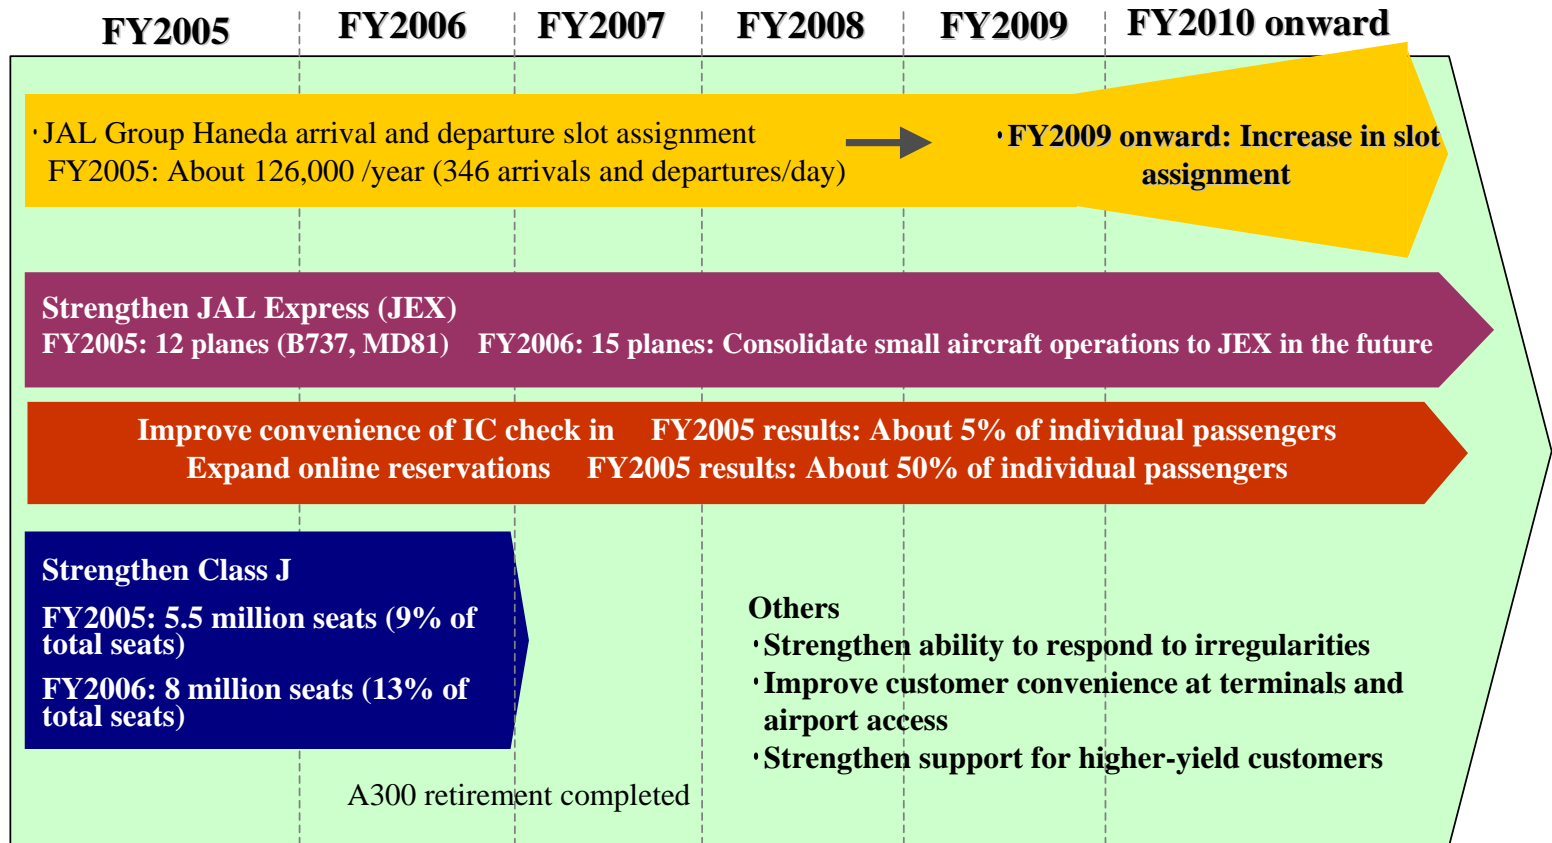 FY2005 FY2006 FY2007 FY2008 FY2009 FY2010 onward
・JAL Group Haneda arrival and departure slot assignment
FY2005: About 126,000 /year (346 arrivals and departures/day)
・FY2009 onward: Increase in slot
assignment
Strengthen JAL Express (JEX)
FY2005: 12 planes (B737, MD81) FY2006: 15 planes: Consolidate small aircraft operations to JEX in the future
Improve convenience of IC check in FY2005 results: About 5% of individual passengers
Expand online reservations FY2005 results: About 50% of individual passengers
Strengthen Class J
FY2005: 5.5 million seats (9% of
total seats)
FY2006: 8 million seats (13% of
total seats)
Others
・Strengthen ability to respond to irregularities
・Improve customer convenience at terminals and
airport access
・Strengthen support for higher-yield customers
A300 retirement completed